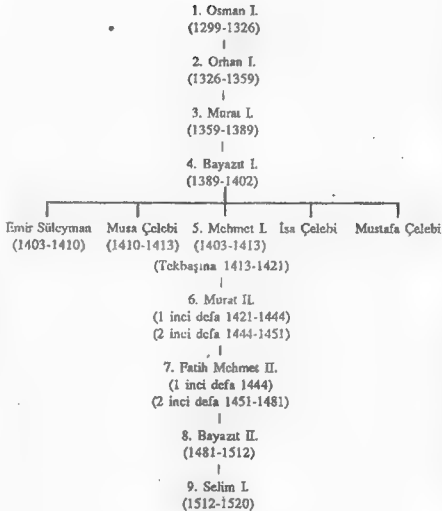 1. Osman I.
(1299-1326)
2. Orhan I.
(1326-1359)
3. Murat I.
(1359-1389)
4. Bayazıt I.
(1389-1402)
Emir Süleyman Musa Çelebi 5. Mehmet I. İsa Çelebi Mustafa Çelebi
(1403-1410) (1410-1413) (1403-1413)
(Tekbaşına 1413-1421)
6. Murat II.
(1 inci defa 1421-1444)
(2 inci defa 1444-1451)
7. Fatih Mehmet II.
(1 inci defa 1444)
(2 inci defa 1451-1481)
8. Bayazıt II.
(1481-1512)
9. Selim I.
(1512-1520)